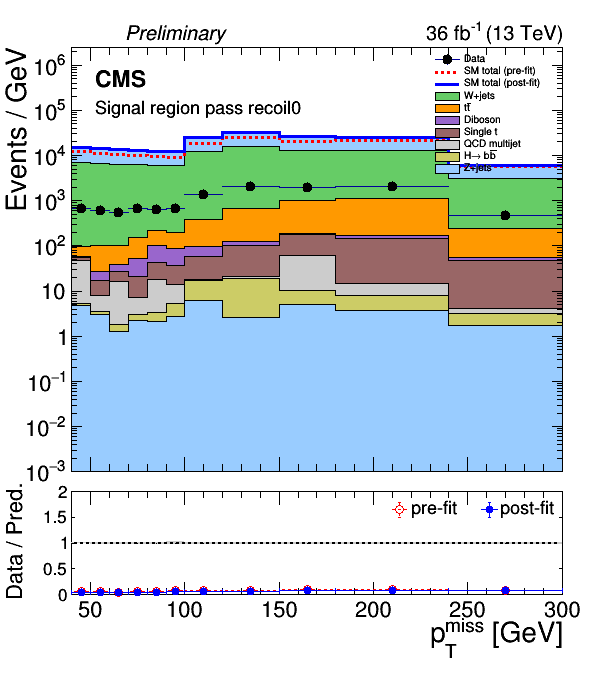 Preliminary
36 fb⁻¹ (13 TeV)
Events / GeV
10⁶
10⁵
10⁴
10³
10²
10
1
10⁻¹
10⁻²
10⁻³
CMS
Signal region pass recoil0
Data
SM total (pre-fit)
SM total (post-fit)
W+jets
tt̅
Diboson
Single t
QCD multijet
H→ bb̅
Z+jets
Data / Pred.
2
1.5
1
0.5
0
pre-fit
post-fit
50 100 150 200 250 300
p_T^miss [GeV]